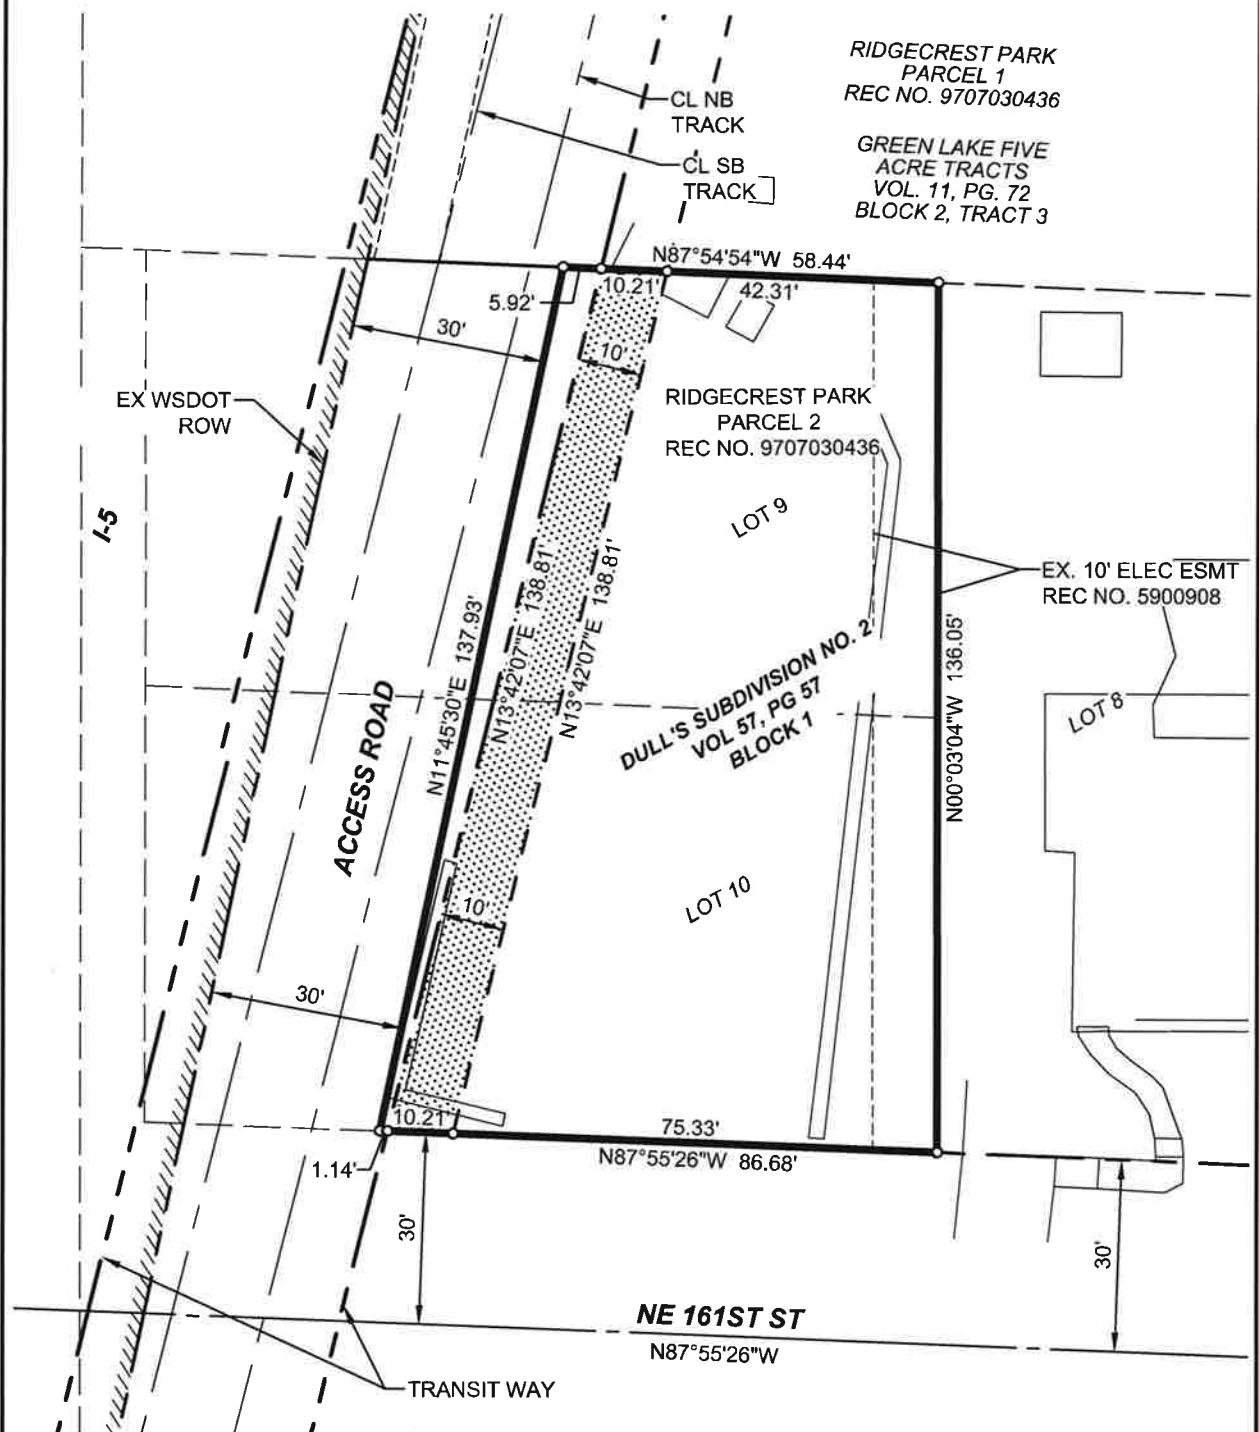 RIDGECREST PARK
PARCEL 1
REC NO. 9707030436
CL NB
TRACK
GREEN LAKE FIVE
ACRE TRACTS
VOL. 11, PG. 72
BLOCK 2, TRACT 3
CL SB
TRACK
N87°54'54"W 58.44'
5.92'
10.21'
42.31'
30'
10'
EX WSDOT
ROW
RIDGECREST PARK
PARCEL 2
REC NO. 9707030436
I-5
LOT 9
EX. 10' ELEC ESMT
REC NO. 5900908
N11°45'30"E 137.93'
N13°42'07"E 138.81'
N13°42'07"E 138.81'
DULL'S SUBDIVISION NO. 2
VOL 57, PG 57
BLOCK 1
N00°03'04"W 136.05'
LOT 8
ACCESS ROAD
LOT 10
10'
30'
10.21'
75.33'
N87°55'26"W 86.68'
1.14'
30'
30'
NE 161ST ST
N87°55'26"W
TRANSIT WAY